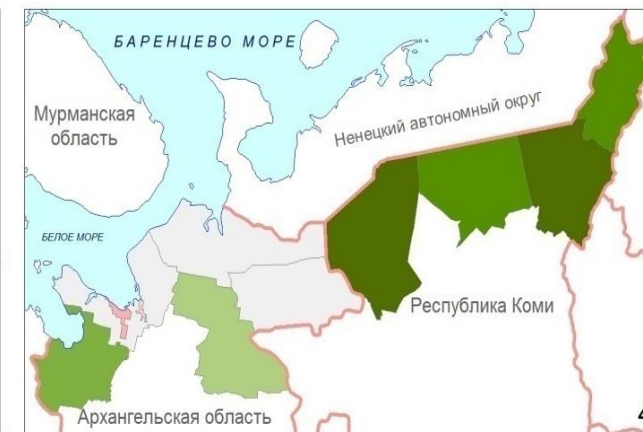 БАРЕНЦЕВО МОРЕ
Мурманская
область
Ненецкий автономный округ
БЕЛОЕ МОРЕ
Республика Коми
Архангельская область